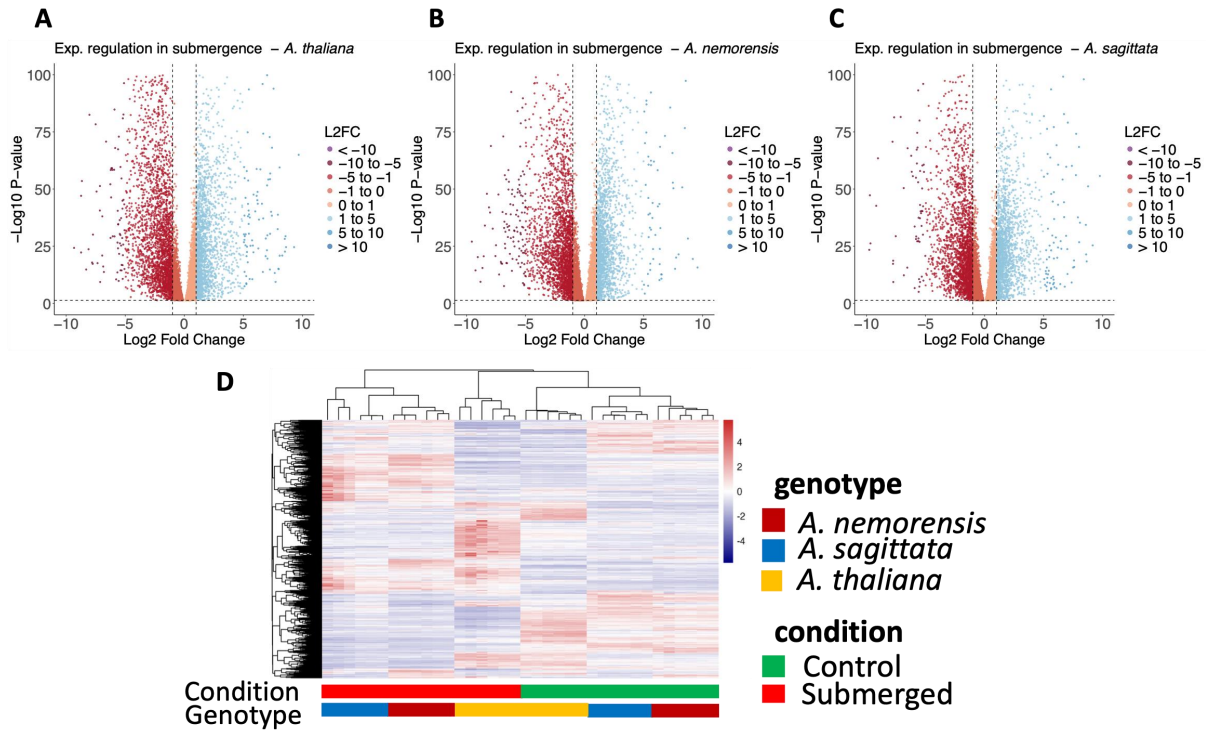 A
B
C
Exp. regulation in submergence – A. thaliana
Exp. regulation in submergence – A. nemorensis
Exp. regulation in submergence – A. sagittata
−Log10 P−value
100
75
50
25
0
−10
−5
0
5
10
Log2 Fold Change
L2FC
< −10
−10 to −5
−5 to −1
−1 to 0
0 to 1
1 to 5
5 to 10
> 10
−Log10 P−value
100
75
50
25
0
−10
−5
0
5
10
Log2 Fold Change
L2FC
< −10
−10 to −5
−5 to −1
−1 to 0
0 to 1
1 to 5
5 to 10
> 10
−Log10 P−value
100
75
50
25
0
−10
−5
0
5
10
Log2 Fold Change
L2FC
< −10
−10 to −5
−5 to −1
−1 to 0
0 to 1
1 to 5
5 to 10
> 10
D
4
2
0
-2
-4
genotype
A. nemorensis
A. sagittata
A. thaliana
condition
Control
Submerged
Condition
Genotype